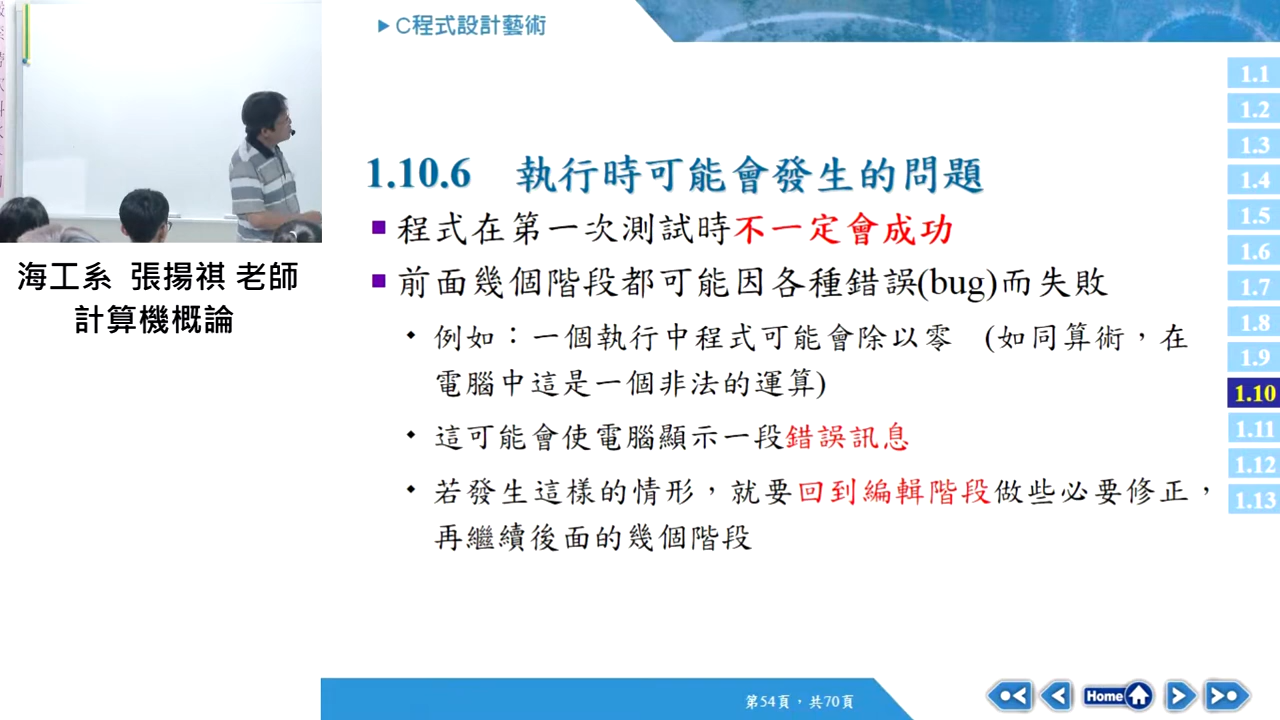 C程式設計藝術
1.10.6 執行時可能會發生的問題
程式在第一次測試時不一定會成功
前面幾個階段都可能因各種錯誤(bug)而失敗
例如：一個執行中程式可能會除以零 (如同算術，在
電腦中這是一個非法的運算)
這可能會使電腦顯示一段錯誤訊息
若發生這樣的情形，就要回到編輯階段做些必要修正，
再繼續後面的幾個階段
海工系 張揚祺 老師
計算機概論
1.1
1.2
1.3
1.4
1.5
1.6
1.7
1.8
1.9
1.10
1.11
1.12
1.13
第54頁，共70頁
Home